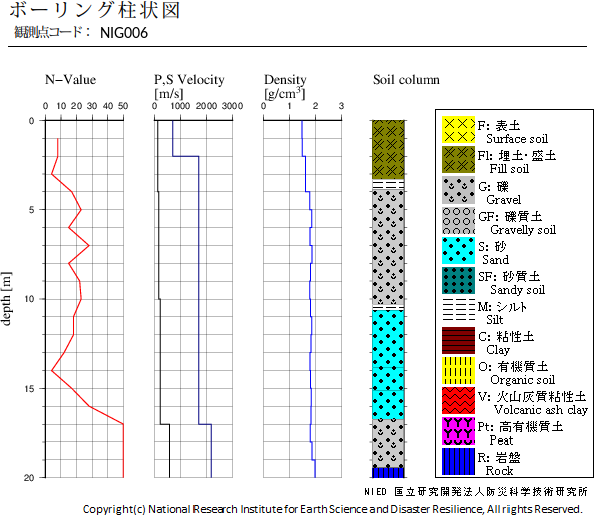 ボーリング柱状図
観測点コード： NIG006
N-Value
P,S Velocity
[m/s]
Density
[g/cm³]
Soil column
0 10 20 30 40 50
0 1000 2000 3000
0 1 2 3
depth [m]
0
5
10
15
20
F: 表土
Surface soil
Fl: 埋土・盛土
Fill soil
G: 礫
Gravel
GF: 礫質土
Gravelly soil
S: 砂
Sand
SF: 砂質土
Sandy soil
M: シルト
Silt
C: 粘性土
Clay
O: 有機質土
Organic soil
V: 火山灰質粘性土
Volcanic ash clay
Pt: 高有機質土
Peat
R: 岩盤
Rock
NIED 国立研究開発法人防災科学技術研究所
Copyright(c) National Research Institute for Earth Science and Disaster Resilience, All rights Reserved.